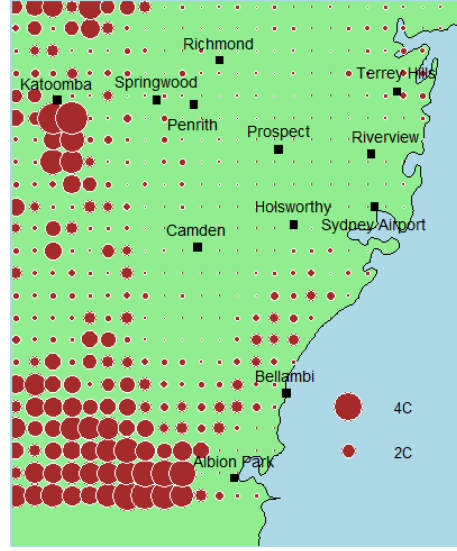 Richmond
Terrey Hills
Katoomba
Springwood
Penrith
Prospect
Riverview
Holsworthy
Sydney Airport
Camden
Bellambi
4C
2C
Albion Park